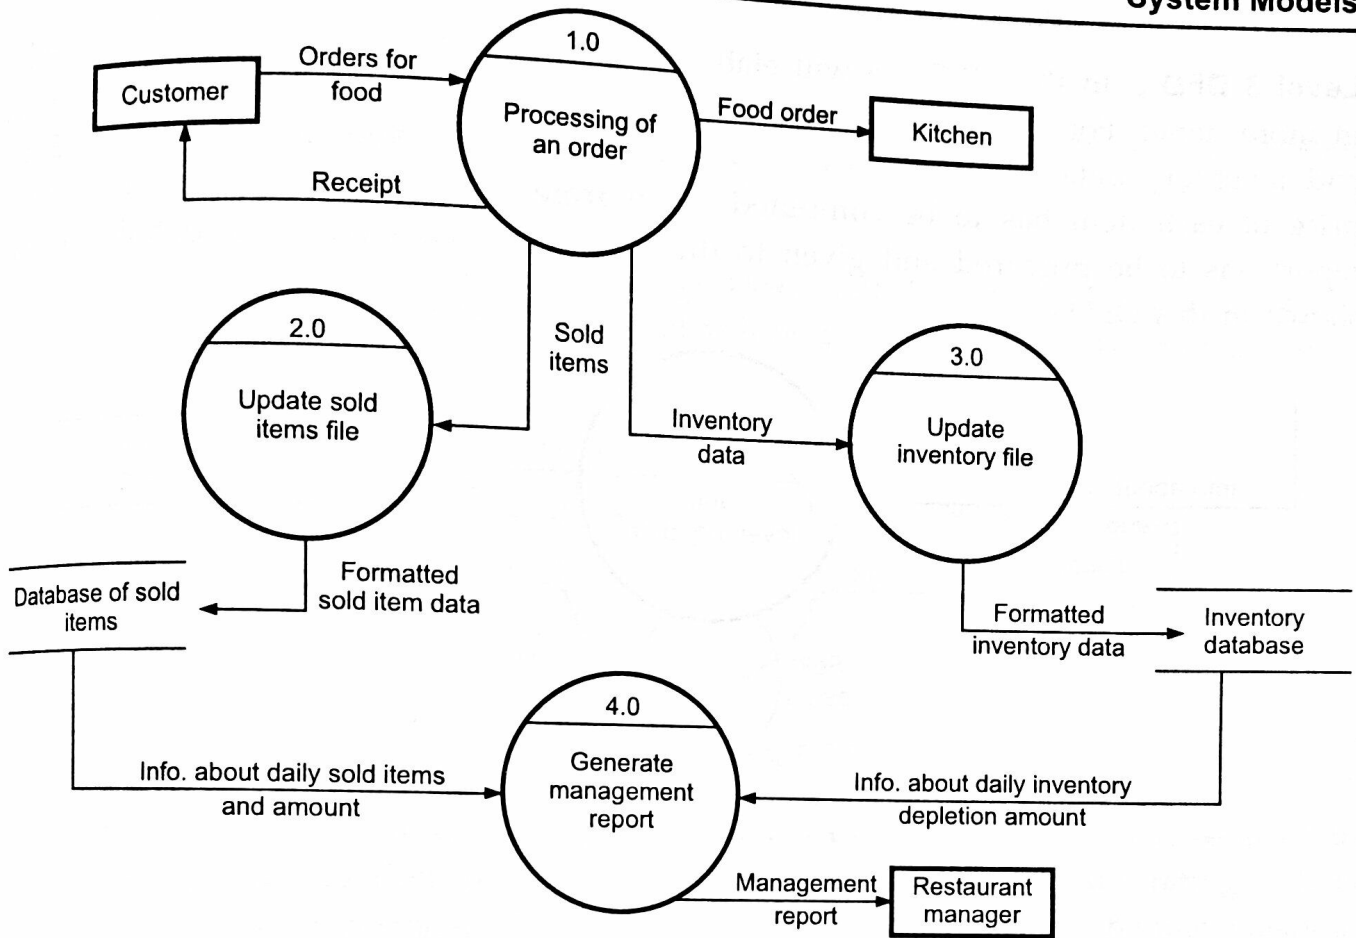 System Models
1.0
Orders for
food
Customer
Processing of
an order
Food order
Kitchen
Receipt
2.0
Sold
items
3.0
Update sold
items file
Inventory
data
Update
inventory file
Formatted
sold item data
Database of sold
items
Formatted
inventory data
Inventory
database
4.0
Generate
management
report
Info. about daily sold items
and amount
Info. about daily inventory
depletion amount
Management
report
Restaurant
manager